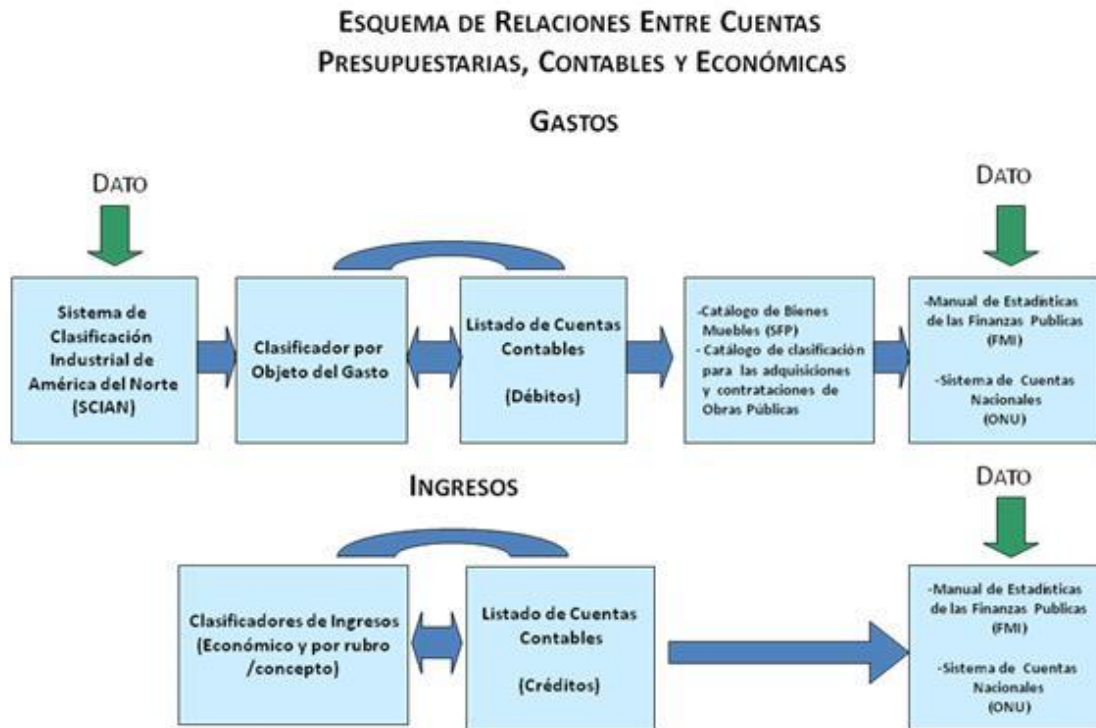 ESQUEMA DE RELACIONES ENTRE CUENTAS
PRESUPUESTARIAS, CONTABLES Y ECONÓMICAS
GASTOS
DATO
DATO
Sistema de
Clasificación
Industrial de
América del Norte
(SCIAN)
Clasificador por
Objeto del Gasto
Listado de Cuentas
Contables
(Débitos)
-Catálogo de Bienes
Muebles (SFP)
- Catálogo de clasificación
para las adquisiciones
y contrataciones de
Obras Públicas
-Manual de Estadísticas
de las Finanzas Publicas
(FMI)
-Sistema de Cuentas
Nacionales
(ONU)
INGRESOS
DATO
Clasificadores de Ingresos
(Económico y por rubro
/concepto)
Listado de Cuentas
Contables
(Créditos)
-Manual de Estadísticas
de las Finanzas Publicas
(FMI)
-Sistema de Cuentas
Nacionales
(ONU)